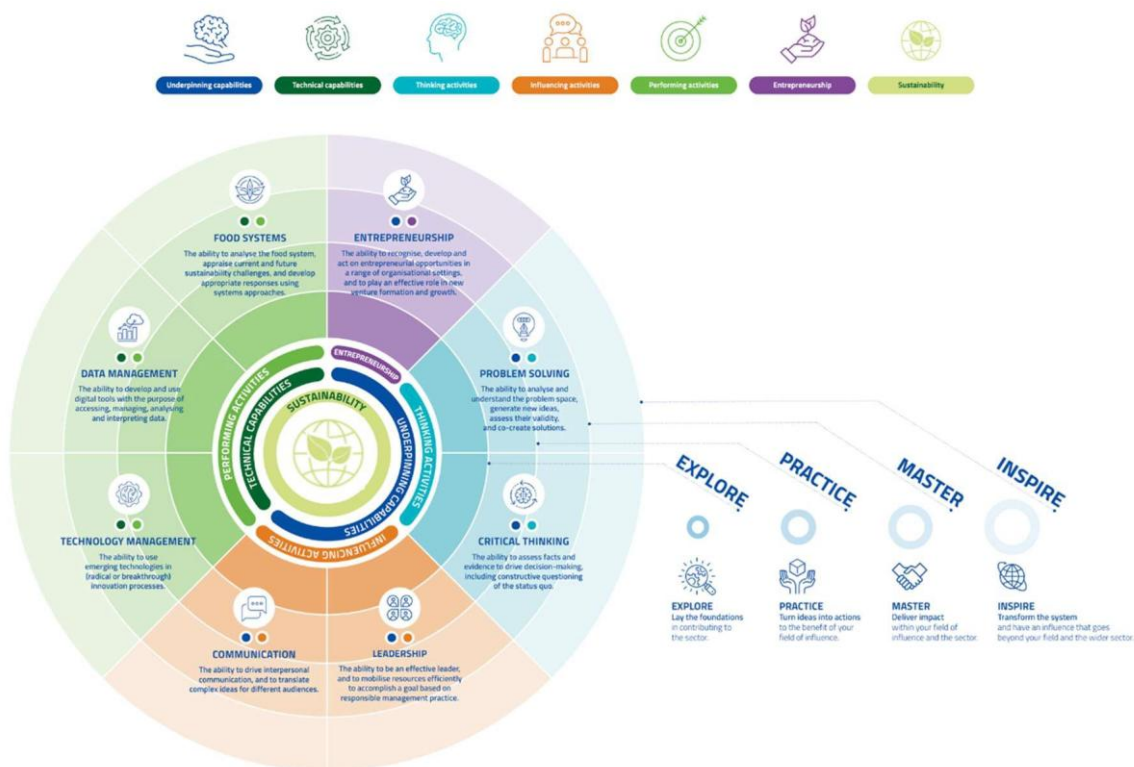 Underpinning capabilities
Technical capabilities
Thinking activities
Influencing activities
Performing activities
Entrepreneurship
Sustainability
FOOD SYSTEMS
The ability to analyse the food system,
appraise current and future
sustainability challenges, and develop
appropriate responses using
systems approaches.
ENTREPRENEURSHIP
The ability to recognise, develop and
act on entrepreneurial opportunities in
a range of organisational settings,
and to play an effective role in new
venture formation and growth.
DATA MANAGEMENT
The ability to develop and use
digital tools with the purpose of
accessing, managing, analysing
and interpreting data.
PROBLEM SOLVING
The ability to analyse and
understand the problem space,
generate new ideas,
assess their validity,
and co-create solutions.
PERFORMING ACTIVITIES
TECHNICAL CAPABILITIES
SUSTAINABILITY
ENTREPRENEURSHIP
UNDERPINNING CAPABILITIES
THINKING ACTIVITIES
INFLUENCING ACTIVITIES
TECHNOLOGY MANAGEMENT
The ability to use
emerging technologies in
(radical or breakthrough)
innovation processes.
CRITICAL THINKING
The ability to assess facts and
evidence to drive decision-making,
including constructive questioning
of the status quo.
COMMUNICATION
The ability to drive interpersonal
communication, and to translate
complex ideas for different audiences.
LEADERSHIP
The ability to be an effective leader,
and to mobilise resources efficiently
to accomplish a goal based on
responsible management practice.
EXPLORE
PRACTICE
MASTER
INSPIRE
EXPLORE
Lay the foundations
in contributing to
the sector.
PRACTICE
Turn ideas into actions
to the benefit of your
field of influence.
MASTER
Deliver impact
within your field of
influence and the sector.
INSPIRE
Transform the system
and have an influence that goes
beyond your field and the wider sector.